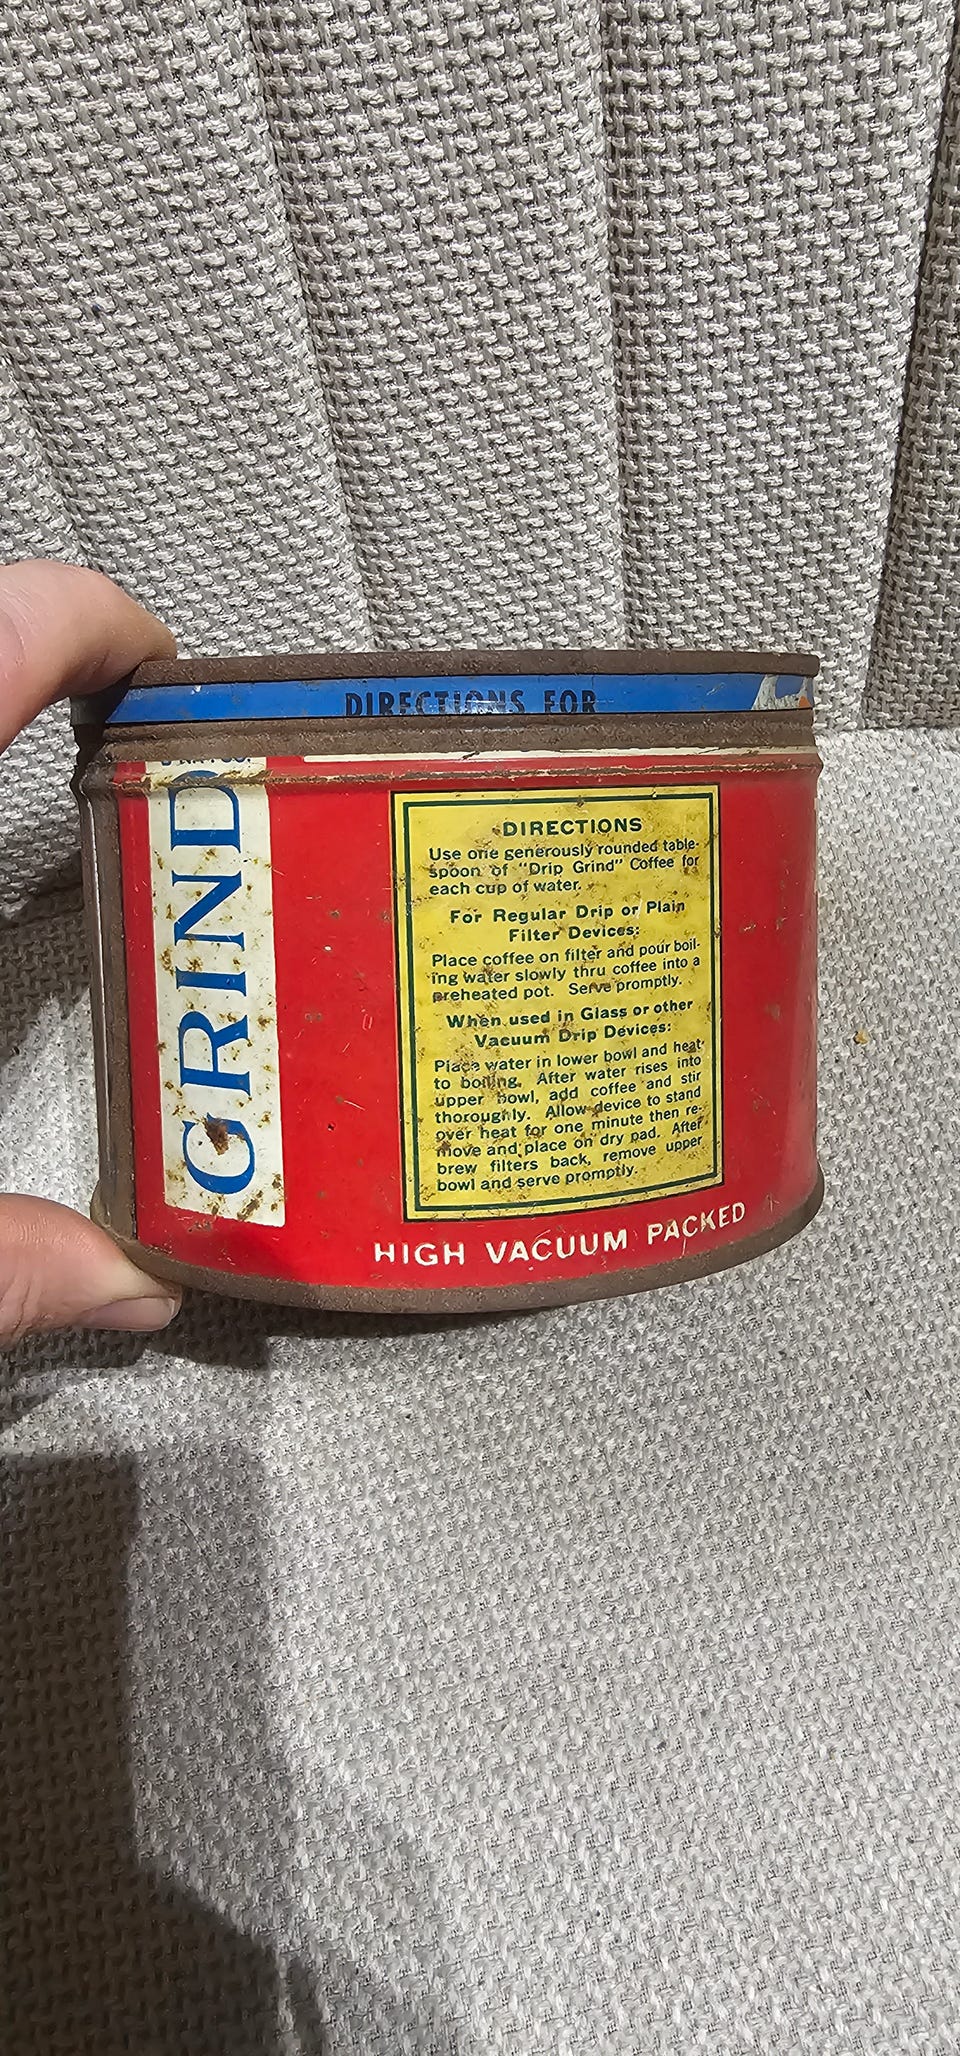 DIRECTIONS FOR
GRIND
DIRECTIONS
Use one generously rounded table-
spoon of "Drip Grind" Coffee for
each cup of water.
For Regular Drip or Plain
Filter Devices:
Place coffee on filter and pour boil-
ing water slowly thru coffee into a
preheated pot. Serve promptly.
When used in Glass or other
Vacuum Drip Devices:
Place water in lower bowl and heat
to boiling. After water rises into
upper bowl, add coffee and stir
thoroughly. Allow device to stand
over heat for one minute then re-
move and place on dry pad. After
brew filters back, remove upper
bowl and serve promptly.
HIGH VACUUM PACKED